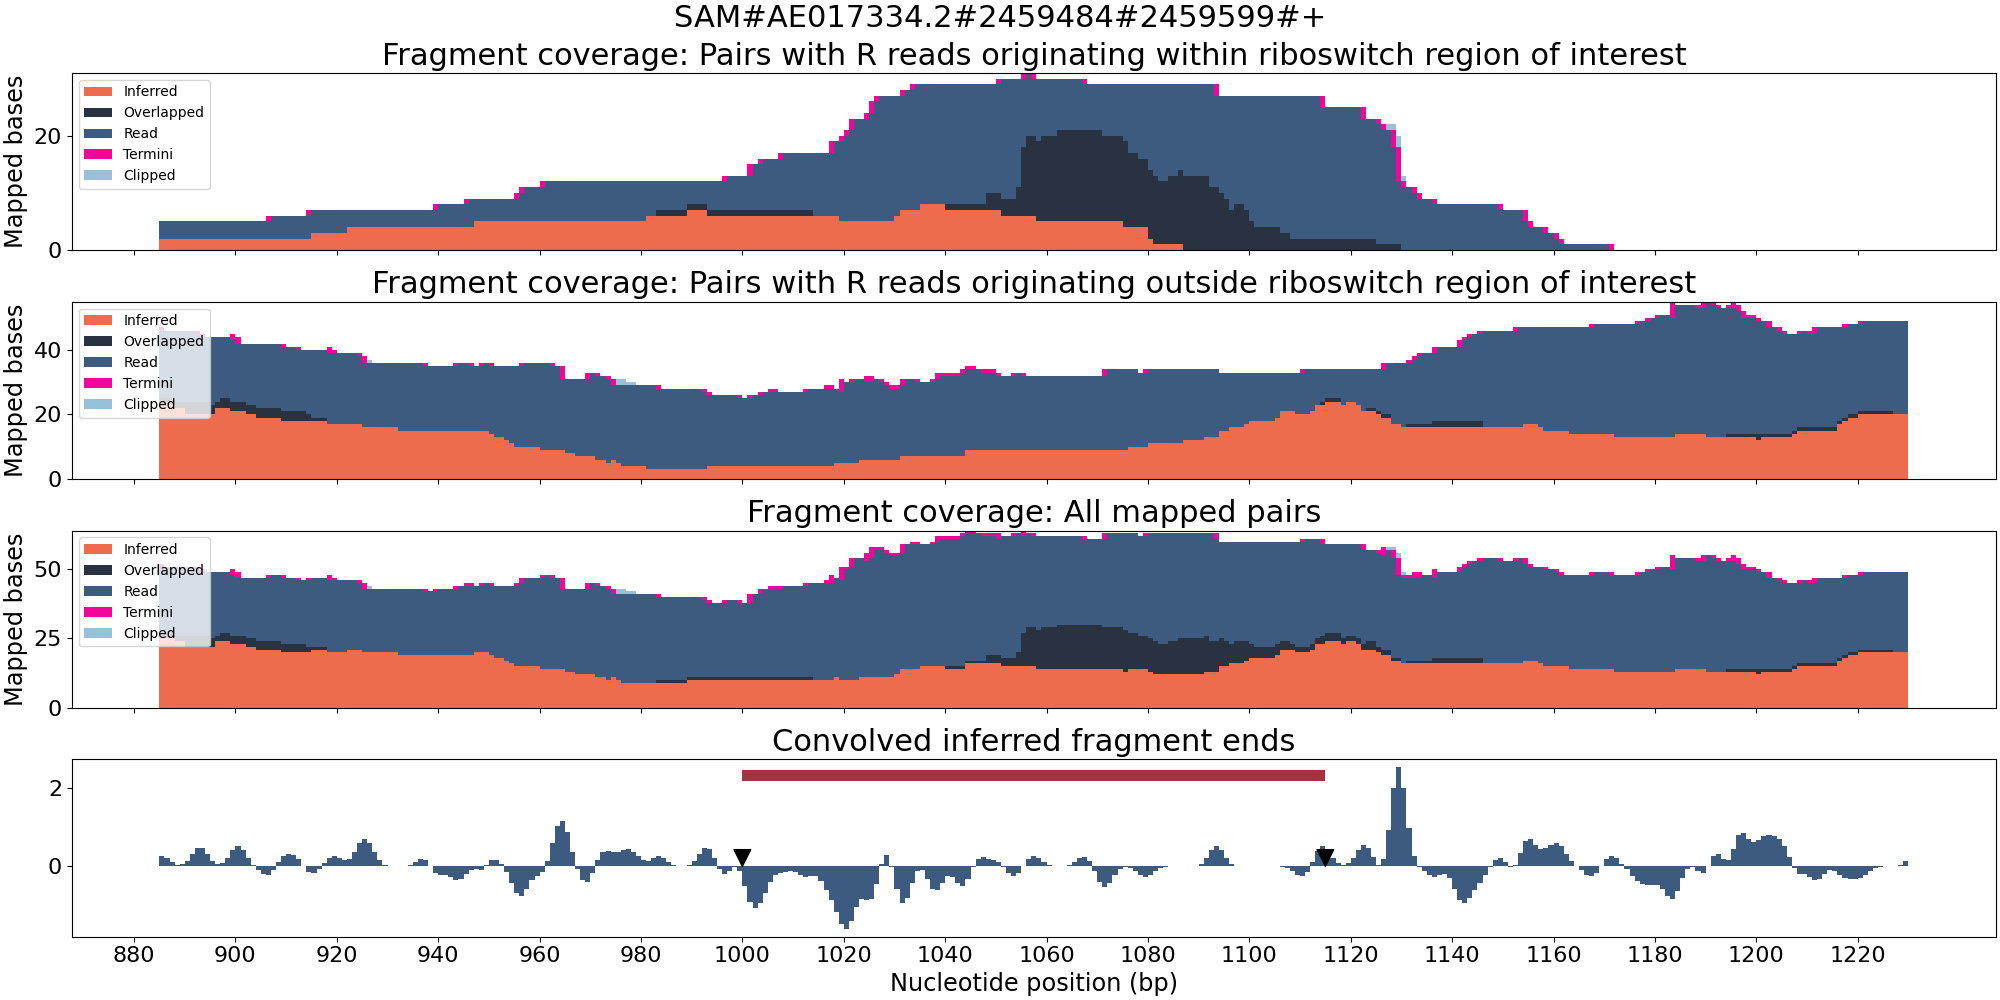 SAM#AE017334.2#2459484#2459599#+
Fragment coverage: Pairs with R reads originating within riboswitch region of interest
Mapped bases
20
0
Inferred
Overlapped
Read
Termini
Clipped
Fragment coverage: Pairs with R reads originating outside riboswitch region of interest
Mapped bases
40
20
0
Inferred
Overlapped
Read
Termini
Clipped
Fragment coverage: All mapped pairs
Mapped bases
50
25
0
Inferred
Overlapped
Read
Termini
Clipped
Convolved inferred fragment ends
2
0
880 900 920 940 960 980 1000 1020 1040 1060 1080 1100 1120 1140 1160 1180 1200 1220
Nucleotide position (bp)